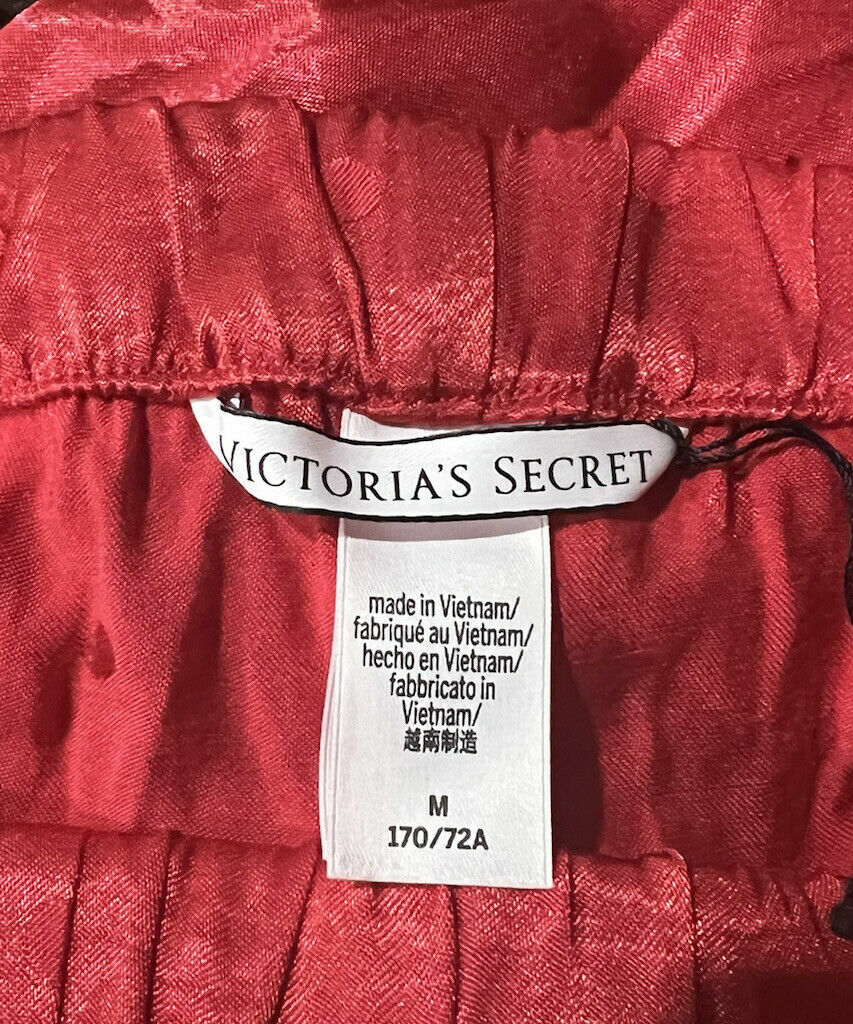 VICTORIA'S SECRET
made in Vietnam/
fabriqué au Vietnam/
hecho en Vietnam/
fabbricato in
Vietnam/
越南制造
M
170/72A